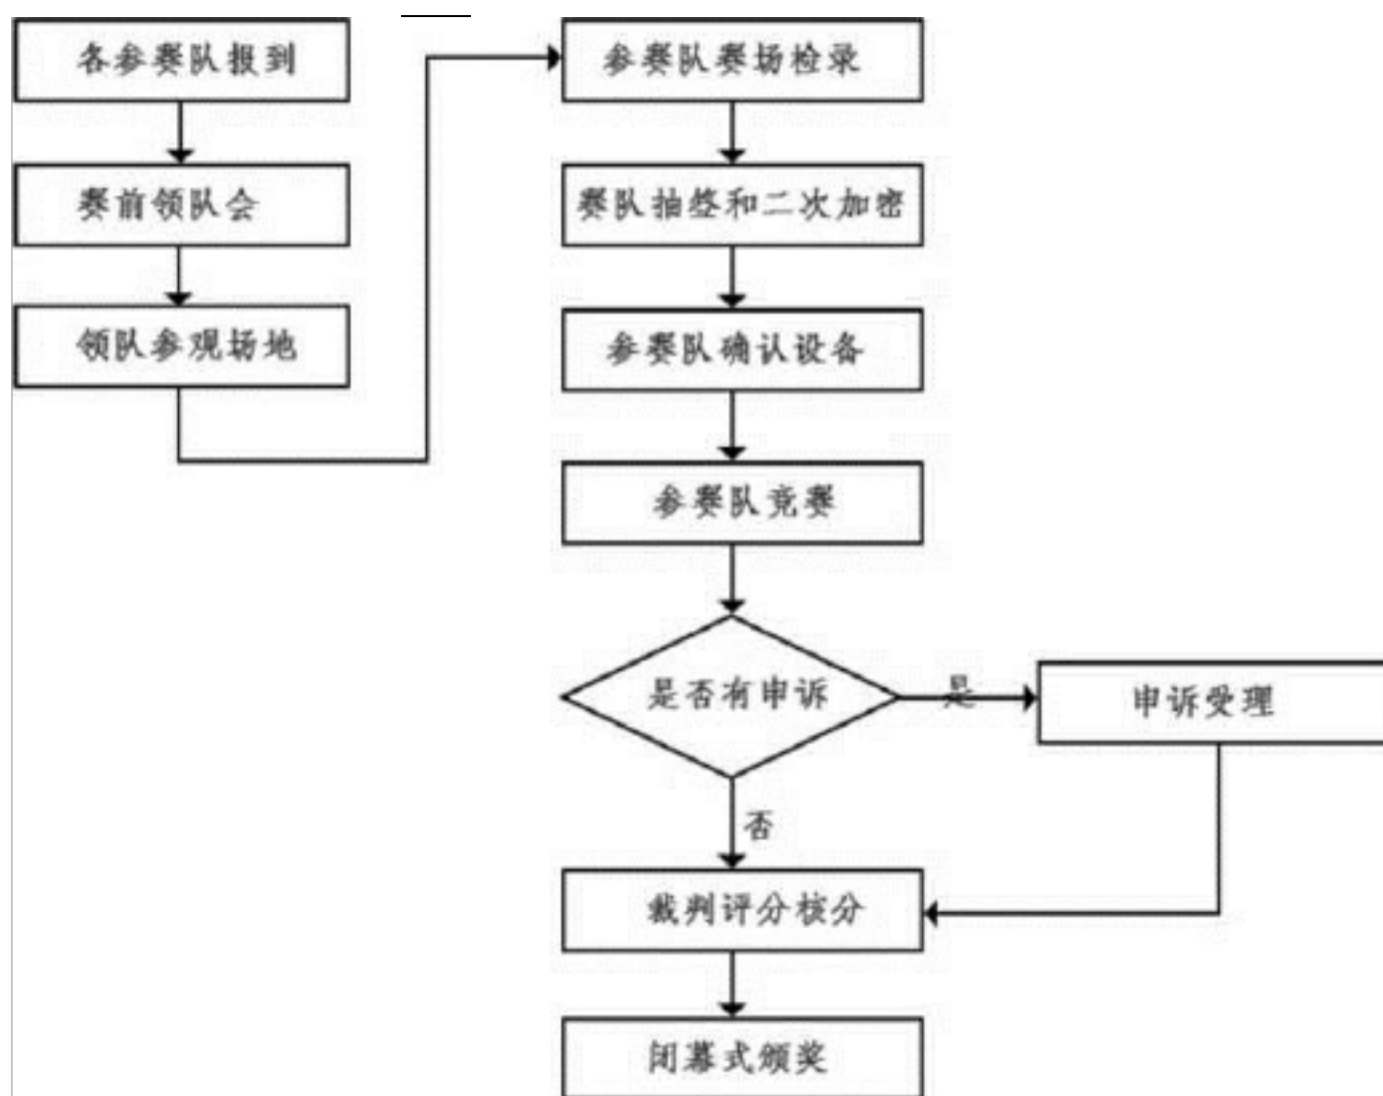 各参赛队报到
赛前领队会
领队参观场地
参赛队赛场检录
赛队抽签和二次加密
参赛队确认设备
参赛队竞赛
是否有申诉
是
申诉受理
否
裁判评分核分
闭幕式颁奖